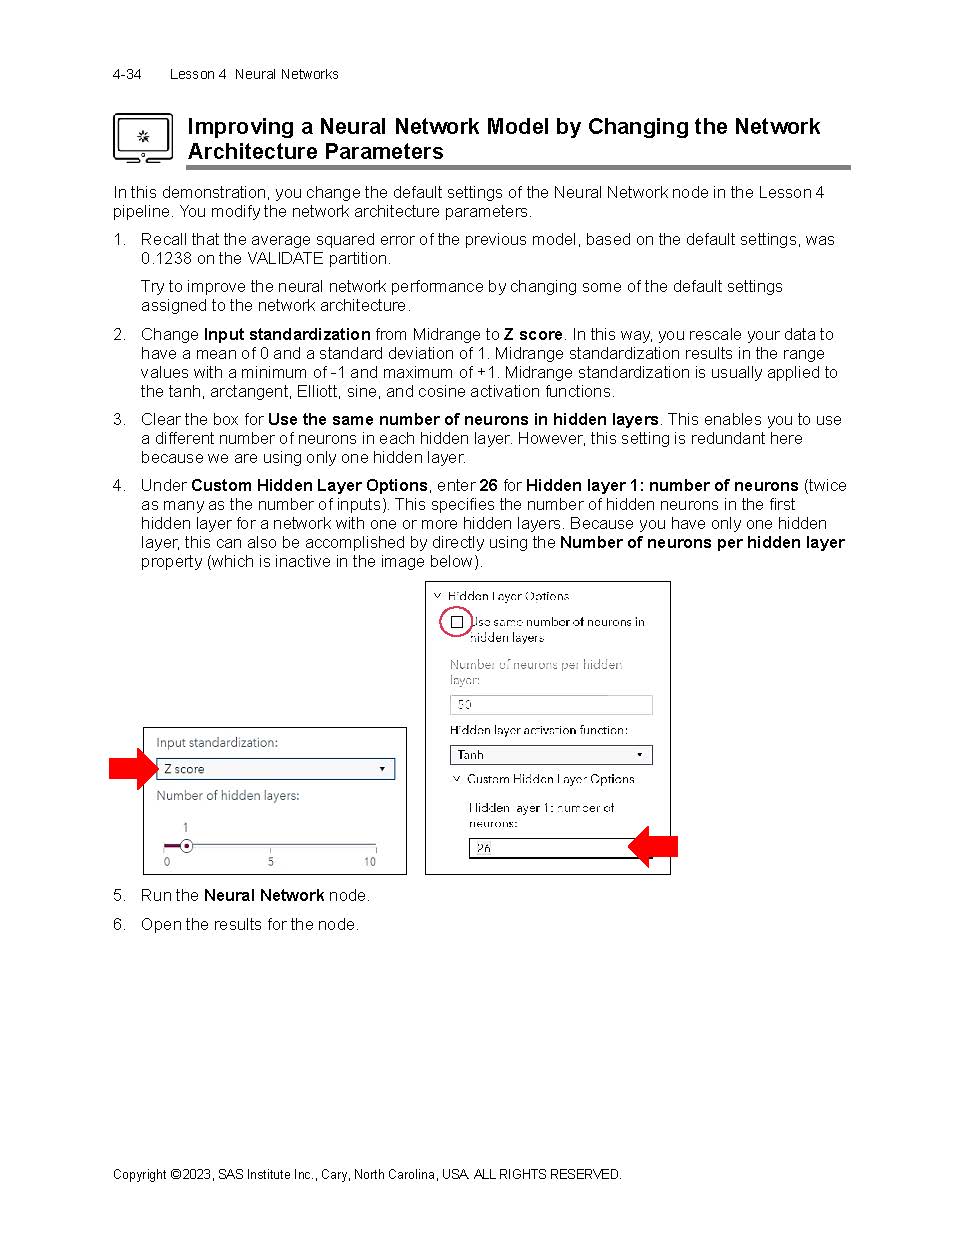 4-34 Lesson 4 Neural Networks
Improving a Neural Network Model by Changing the Network
Architecture Parameters
In this demonstration, you change the default settings of the Neural Network node in the Lesson 4
pipeline. You modify the network architecture parameters.
1. Recall that the average squared error of the previous model, based on the default settings, was
0.1238 on the VALIDATE partition.
Try to improve the neural network performance by changing some of the default settings
assigned to the network architecture.
2. Change Input standardization from Midrange to Z score. In this way, you rescale your data to
have a mean of 0 and a standard deviation of 1. Midrange standardization results in the range
values with a minimum of -1 and maximum of +1. Midrange standardization is usually applied to
the tanh, arctangent, Elliott, sine, and cosine activation functions.
3. Clear the box for Use the same number of neurons in hidden layers. This enables you to use
a different number of neurons in each hidden layer. However, this setting is redundant here
because we are using only one hidden layer.
4. Under Custom Hidden Layer Options, enter 26 for Hidden layer 1: number of neurons (twice
as many as the number of inputs). This specifies the number of hidden neurons in the first
hidden layer for a network with one or more hidden layers. Because you have only one hidden
layer, this can also be accomplished by directly using the Number of neurons per hidden layer
property (which is inactive in the image below).
Input standardization:
Z score
Number of hidden layers:
1
0 5 10
Hidden Layer Options
Use same number of neurons in
hidden layers
Number of neurons per hidden
layer:
50
Hidden layer activation function:
Tanh
Custom Hidden Layer Options
Hidden layer 1: number of
neurons:
26
5. Run the Neural Network node.
6. Open the results for the node.
Copyright © 2023, SAS Institute Inc., Cary, North Carolina, USA. ALL RIGHTS RESERVED.